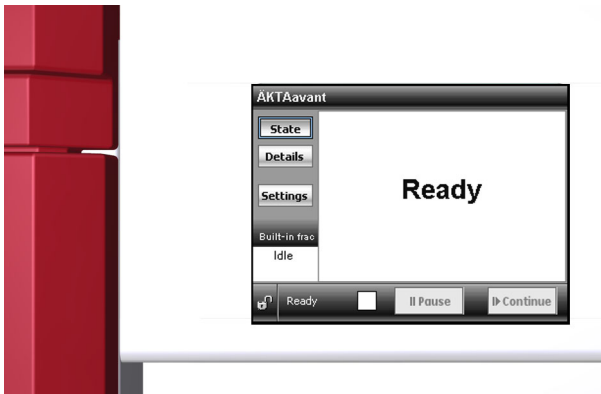 ÄKTAavant
State
Details
Settings
Ready
Built-in frac
Idle
Ready
Pause
Continue